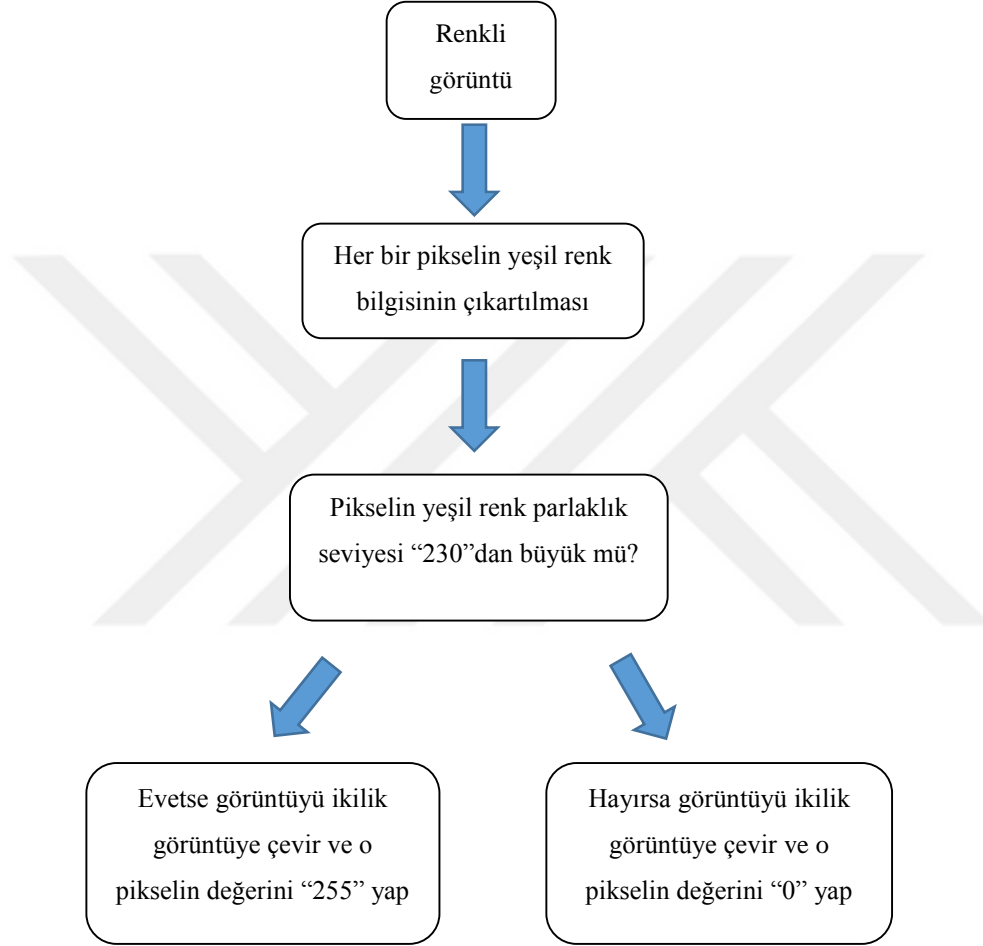 Renkli
görüntü
Her bir pikselin yeşil renk
bilgisinin çıkartılması
Pikselin yeşil renk parlaklık
seviyesi “230”dan büyük mü?
Evetse görüntüyü ikilik
görüntüye çevir ve o
pikselin değerini “255” yap
Hayırsa görüntüyü ikilik
görüntüye çevir ve o
pikselin değerini “0” yap